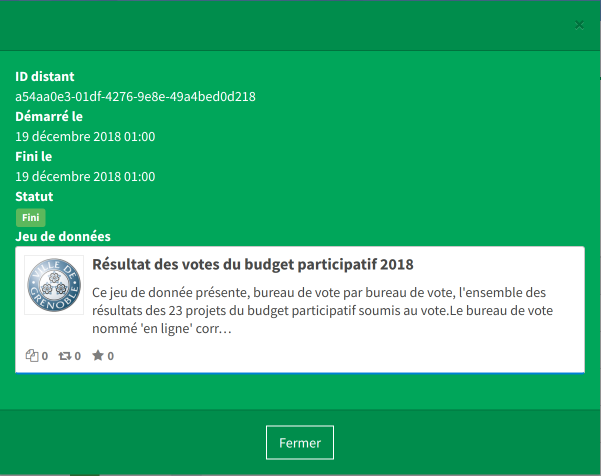 ×
ID distant
a54aa0e3-01df-4276-9e8e-49a4bed0d218
Démarré le
19 décembre 2018 01:00
Fini le
19 décembre 2018 01:00
Statut
Fini
Jeu de données
VILLE DE
GRENOBLE
Résultat des votes du budget participatif 2018
Ce jeu de donnée présente, bureau de vote par bureau de vote, l'ensemble des
résultats des 23 projets du budget participatif soumis au vote.Le bureau de vote
nommé 'en ligne' corr…
0 0 0
Fermer